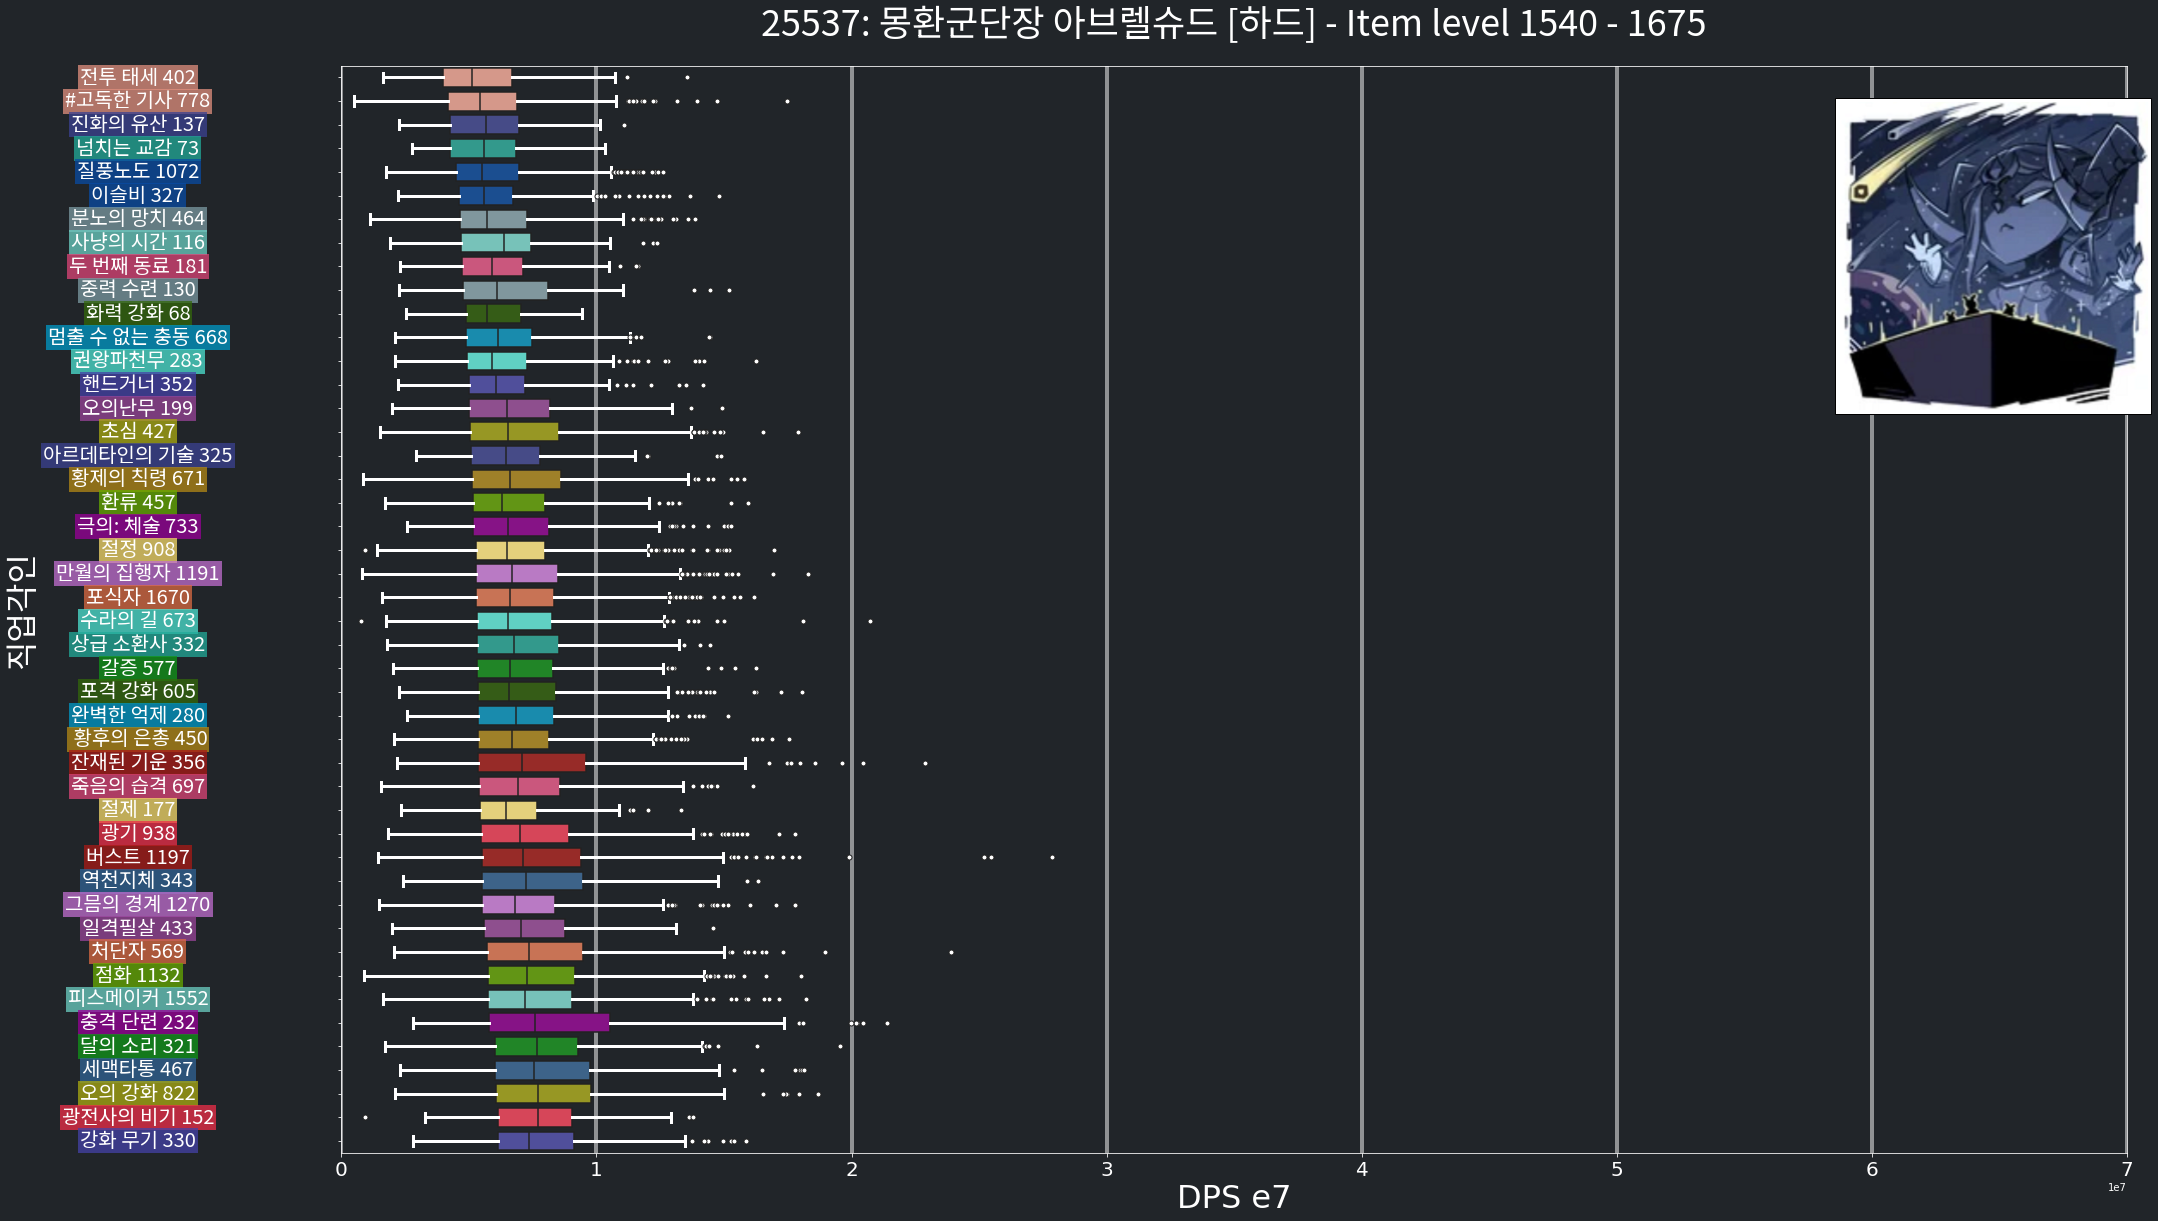 25537: 몽환군단장 아브렐슈드 [하드] - Item level 1540 - 1675
전투 태세 402
#고독한 기사 778
진화의 유산 137
넘치는 교감 73
질풍노도 1072
이슬비 327
분노의 망치 464
사냥의 시간 116
두 번째 동료 181
중력 수련 130
화력 강화 68
멈출 수 없는 충동 668
권왕파천무 283
핸드거너 352
오의난무 199
초심 427
아르데타인의 기술 325
황제의 칙령 671
환류 457
극의: 체술 733
절정 908
만월의 집행자 1191
포식자 1670
수라의 길 673
상급 소환사 332
갈증 577
포격 강화 605
완벽한 억제 280
황후의 은총 450
잔재된 기운 356
죽음의 습격 697
절제 177
광기 938
버스트 1197
역천지체 343
그믐의 경계 1270
일격필살 433
처단자 569
점화 1132
피스메이커 1552
충격 단련 232
달의 소리 321
세맥타통 467
오의 강화 822
광전사의 비기 152
강화 무기 330
직업각인
0 1 2 3 4 5 6 7
1e7
DPS e7